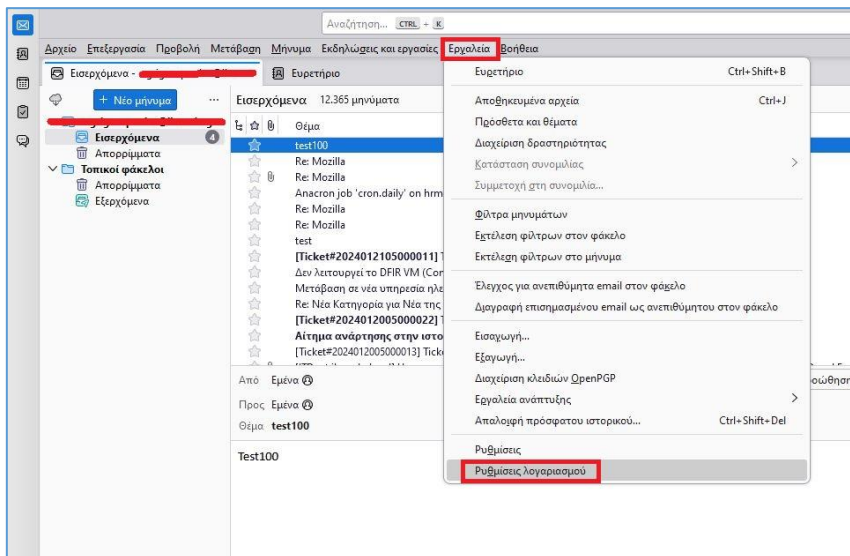 Αναζήτηση... CTRL + K
Αρχείο Επεξεργασία Προβολή Μετάβαση Μήνυμα Εκδηλώσεις και εργασίες Εργαλεία Βοήθεια
Εισερχόμενα -
Ευρετήριο
+ Νέο μήνυμα ...
Εισερχόμενα 4
Απορρίμματα
Τοπικοί φάκελοι
Απορρίμματα
Εξερχόμενα
Εισερχόμενα 12.365 μηνύματα
Θέμα
test100
Re: Mozilla
Re: Mozilla
Anacron job 'cron.daily' on hrm
Re: Mozilla
Re: Mozilla
test
[Ticket#2024012105000011]
Δεν λειτουργεί το DFIR VM (Cor
Μετάβαση σε νέα υπηρεσία ηλε
Re: Νέα Κατηγορία για Νέα της
[Ticket#2024012005000022]
Αίτημα ανάρτησης στην ιστο
[Ticket#2024012005000013] Ticke
Από Εμένα
Προς Εμένα
Θέμα test100
Test100
Ευρετήριο Ctrl+Shift+B
Αποθηκευμένα αρχεία Ctrl+J
Πρόσθετα και θέματα
Διαχείριση δραστηριότητας
Κατάσταση συνομιλίας
Συμμετοχή στη συνομιλία...
Φίλτρα μηνυμάτων
Εκτέλεση φίλτρων στον φάκελο
Εκτέλεση φίλτρων στο μήνυμα
Έλεγχος για ανεπιθύμητα email στον φάκελο
Διαγραφή επισημασμένου email ως ανεπιθύμητου στον φάκελο
Εισαγωγή...
Εξαγωγή...
Διαχείριση κλειδιών OpenPGP
Εργαλεία ανάπτυξης
Απαλοιφή πρόσφατου ιστορικού... Ctrl+Shift+Del
Ρυθμίσεις
Ρυθμίσεις λογαριασμού
οώθηση